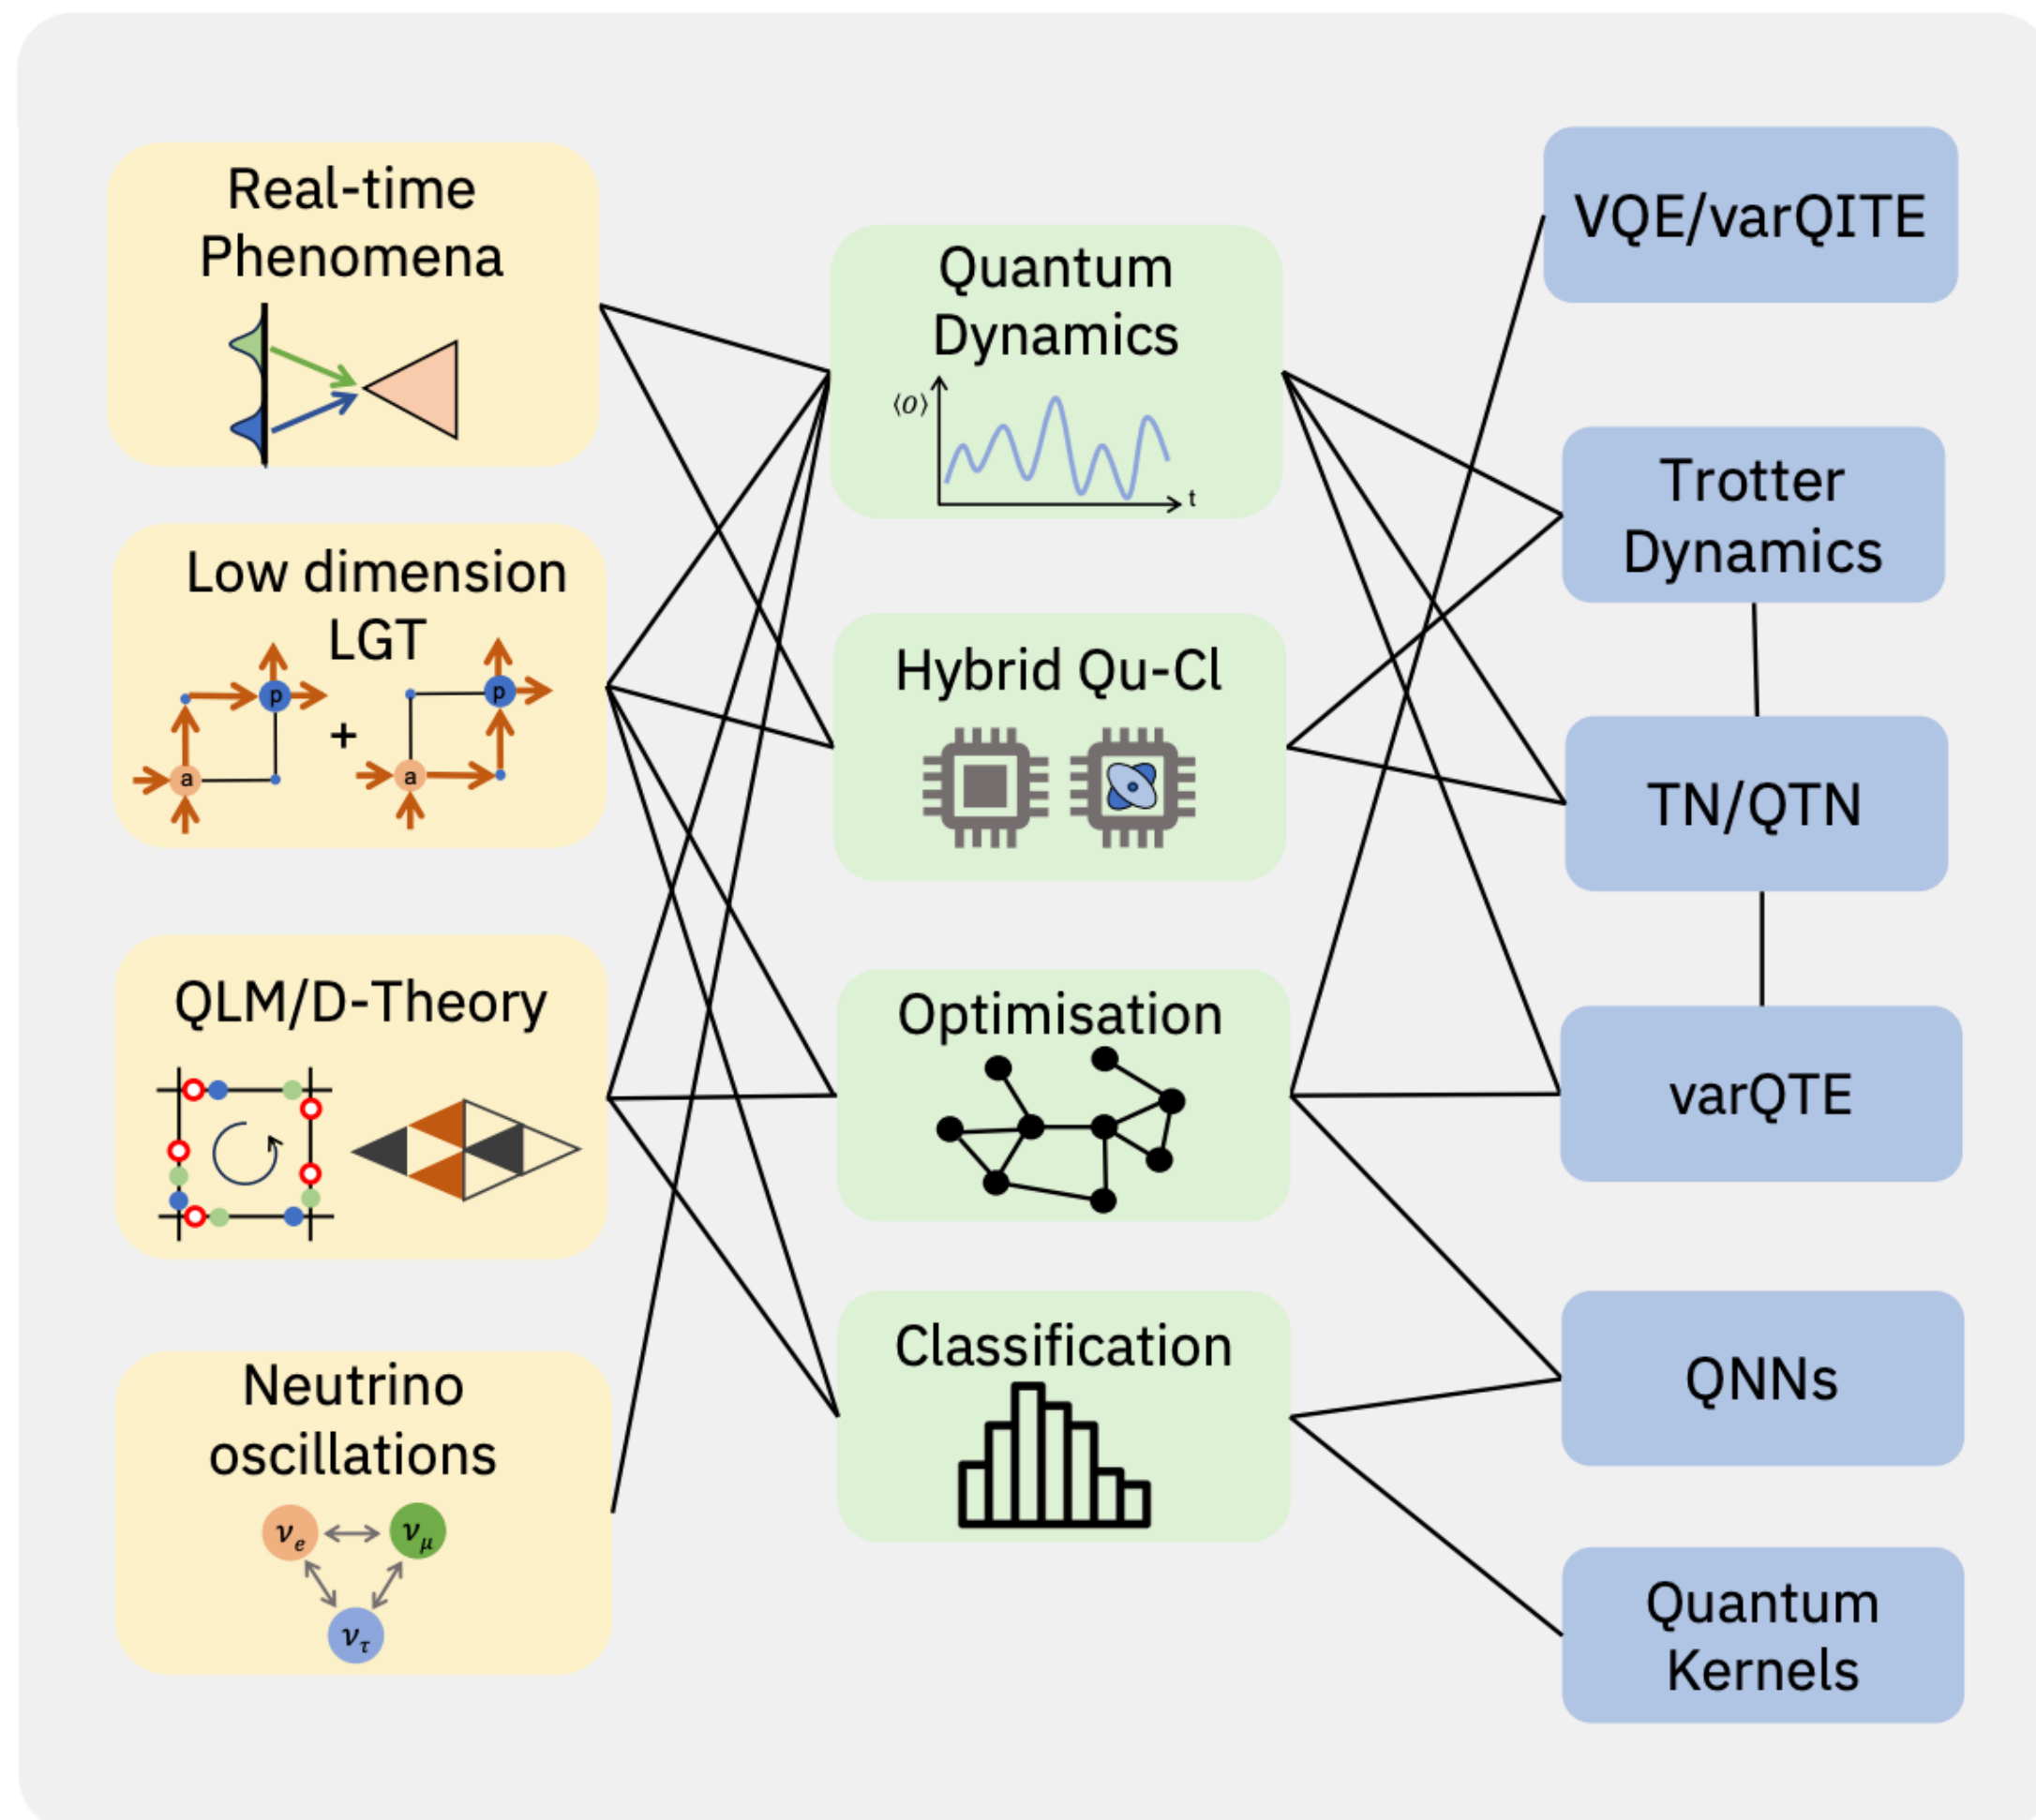 Real-time
Phenomena
Low dimension
LGT
p
p
+
a
a
QLM/D-Theory
Neutrino
oscillations
νe
νμ
ντ
Quantum
Dynamics
⟨O⟩
t
Hybrid Qu-Cl
Optimisation
Classification
VQE/varQITE
Trotter
Dynamics
TN/QTN
varQTE
QNNs
Quantum
Kernels